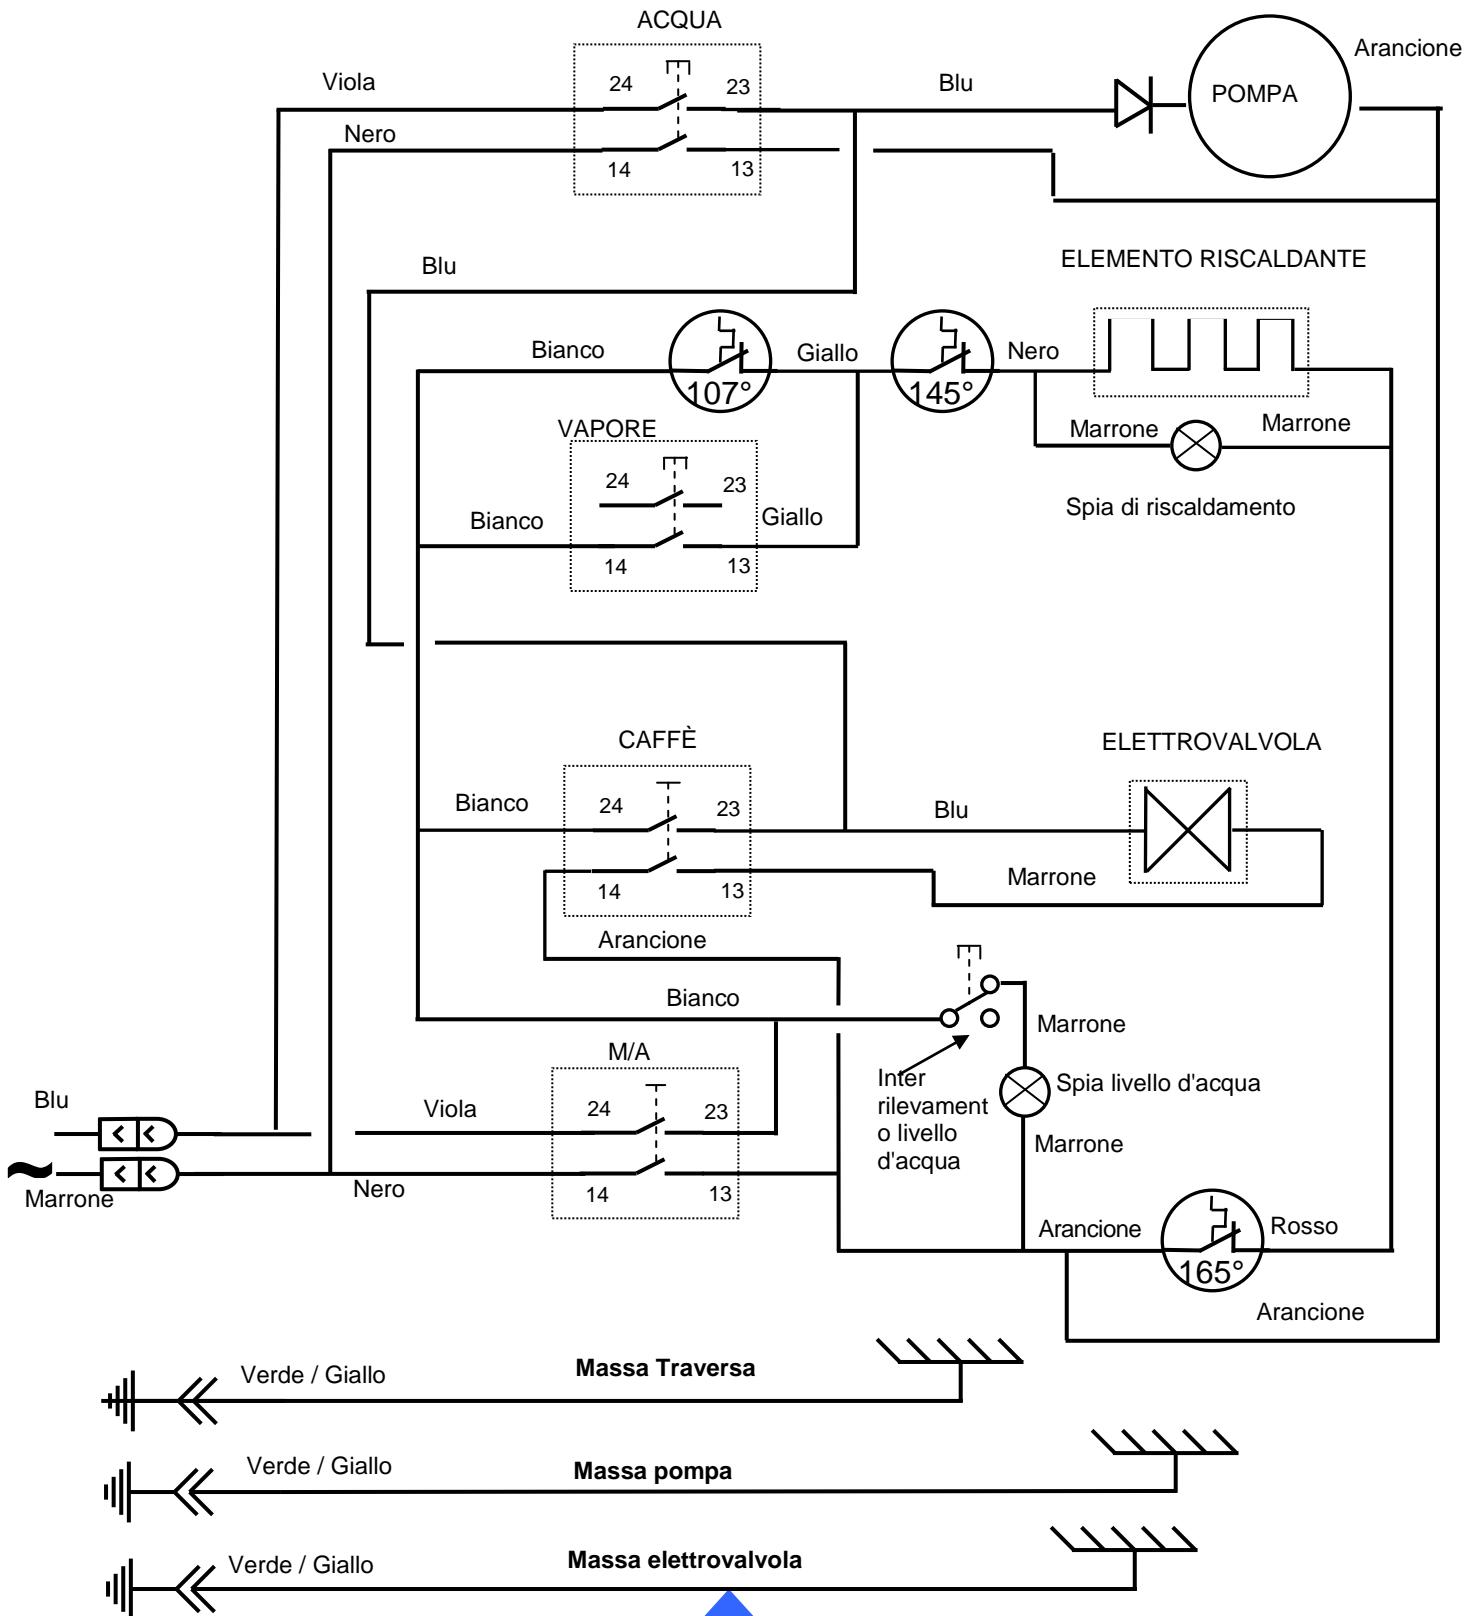 ACQUA
Arancione
Viola
24
23
Blu
POMPA
Nero
14
13
Blu
ELEMENTO RISCALDANTE
Bianco
107°
Giallo
145°
Nero
VAPORE
Marrone
Marrone
24
23
Bianco
Giallo
Spia di riscaldamento
14
13
CAFFÈ
ELETTROVALVOLA
Bianco
24
23
Blu
14
13
Marrone
Arancione
Bianco
Marrone
M/A
Inter
rilevament
o livello
d'acqua
Spia livello d'acqua
Blu
Viola
24
23
Marrone
~
Marrone
Nero
14
13
Arancione
165°
Rosso
Arancione
Verde / Giallo
Massa Traversa
Verde / Giallo
Massa pompa
Verde / Giallo
Massa elettrovalvola